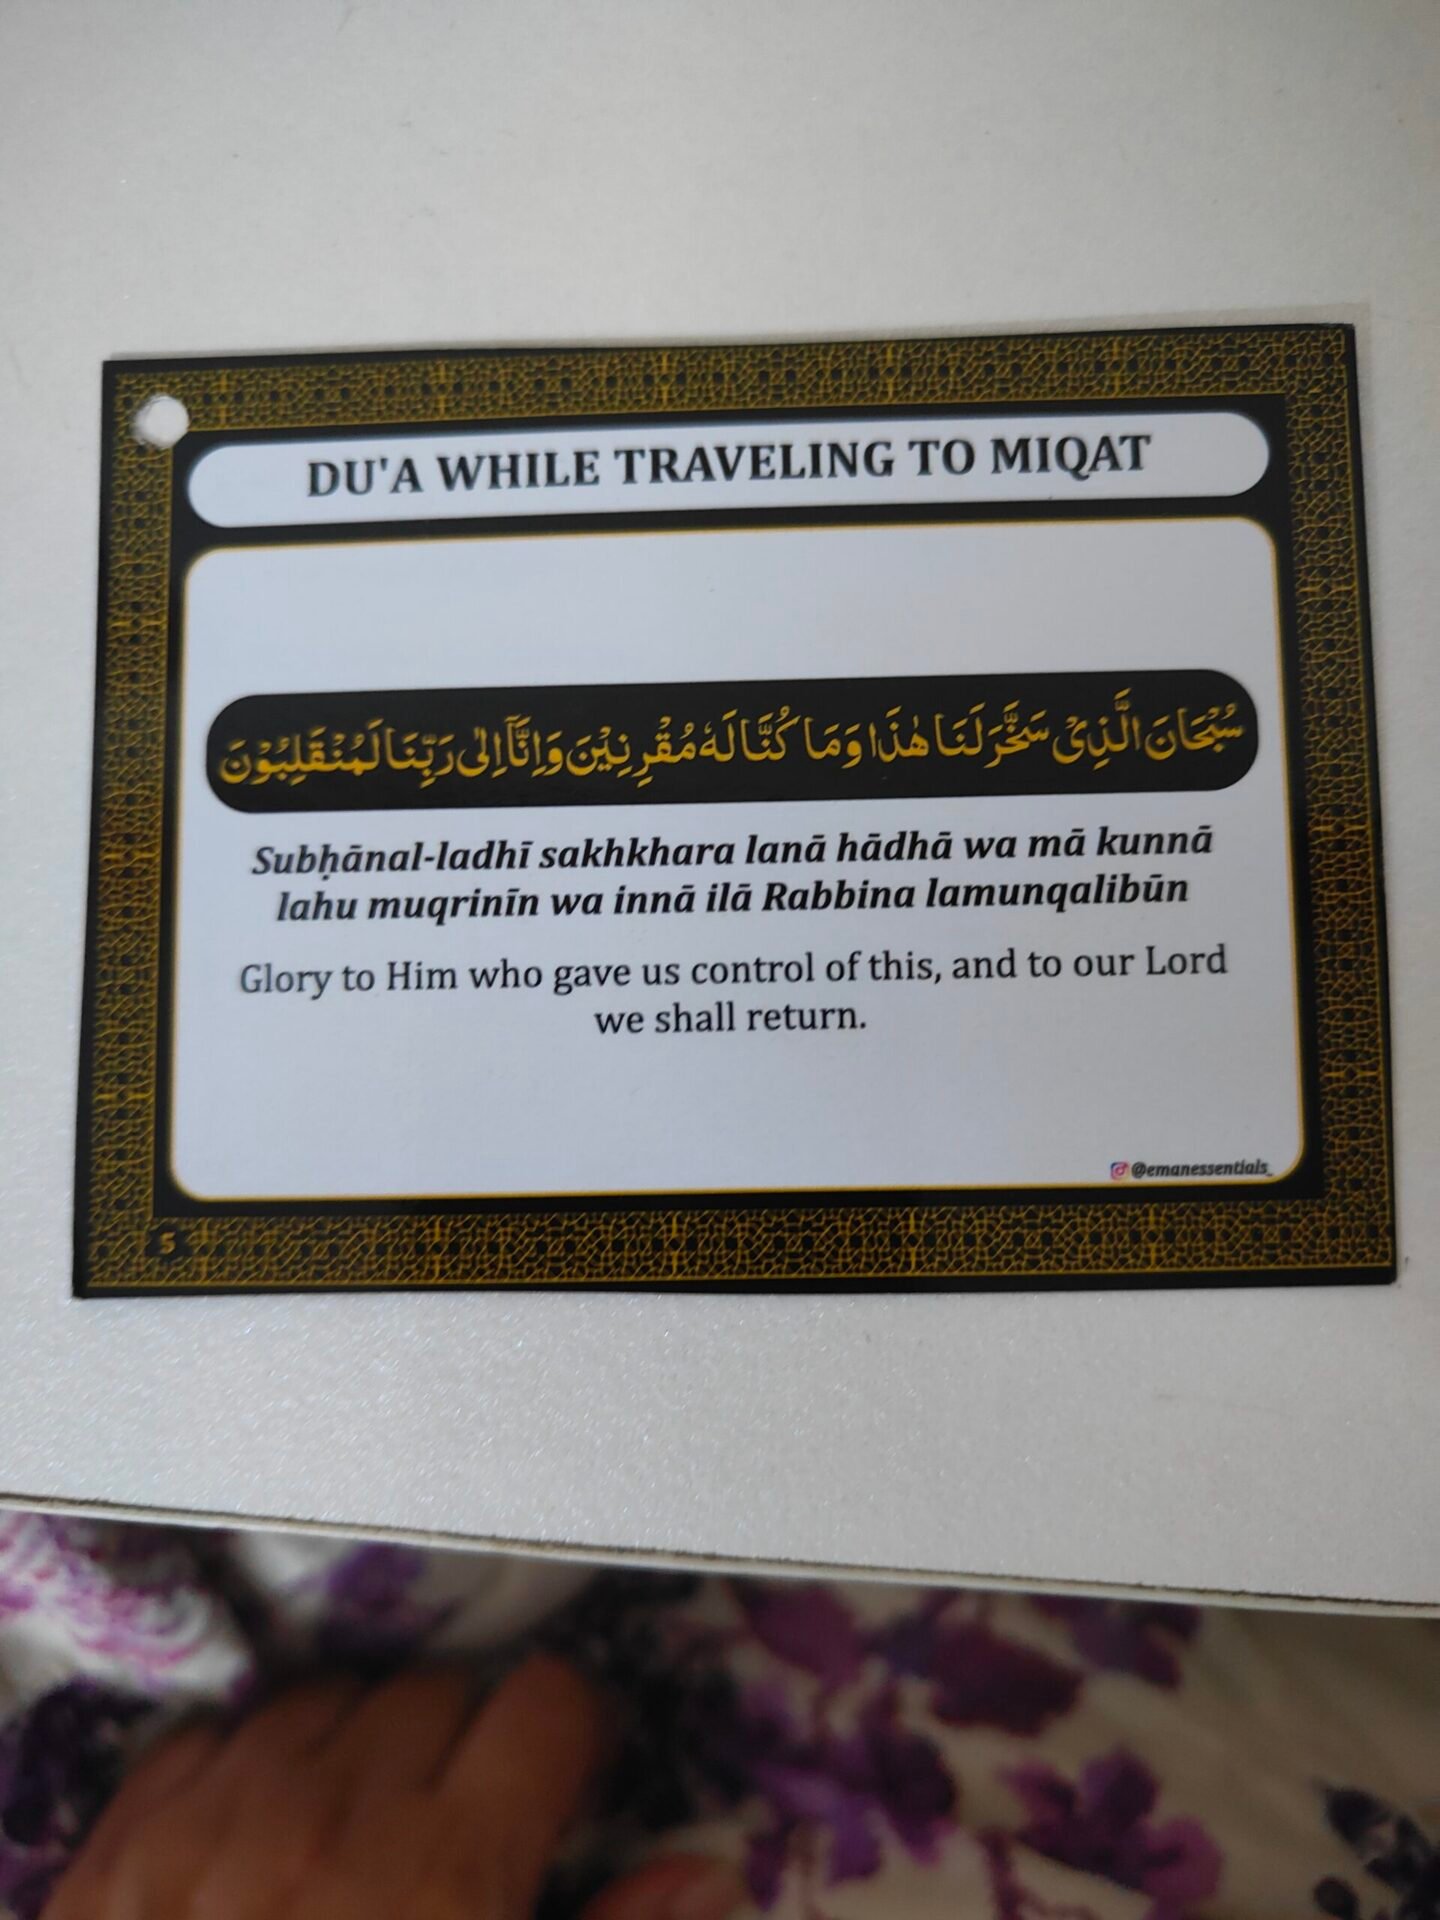 DU'A WHILE TRAVELING TO MIQAT
سُبْحَانَ الَّذِیْ سَخَّرَ لَنَا هٰذَا وَمَا كُنَّا لَهٗ مُقْرِنِیْنَ وَاِنَّاۤ اِلٰی رَبِّنَا لَمُنْقَلِبُوْنَ
Subḥānal-ladhī sakhkhara lanā hādhā wa mā kunnā
lahu muqrinīn wa innā ilā Rabbina lamunqalibūn
Glory to Him who gave us control of this, and to our Lord
we shall return.
@emanessentials_
5